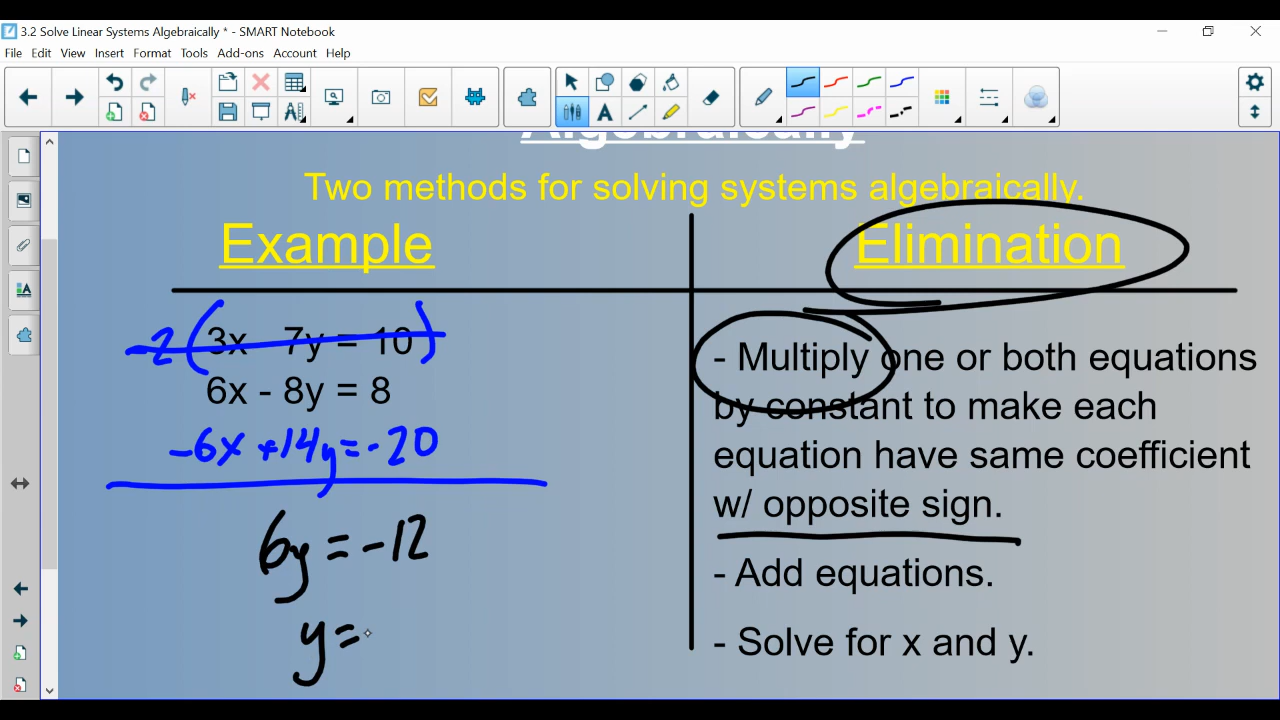 3.2 Solve Linear Systems Algebraically * - SMART Notebook
File Edit View Insert Format Tools Add-ons Account Help
Algebraically
Two methods for solving systems algebraically.
Example
-2(3x - 7y = 10)
6x - 8y = 8
-6x +14y = -20
6y = -12
y =
Elimination
- Multiply one or both equations
by constant to make each
equation have same coefficient
w/ opposite sign.
- Add equations.
- Solve for x and y.